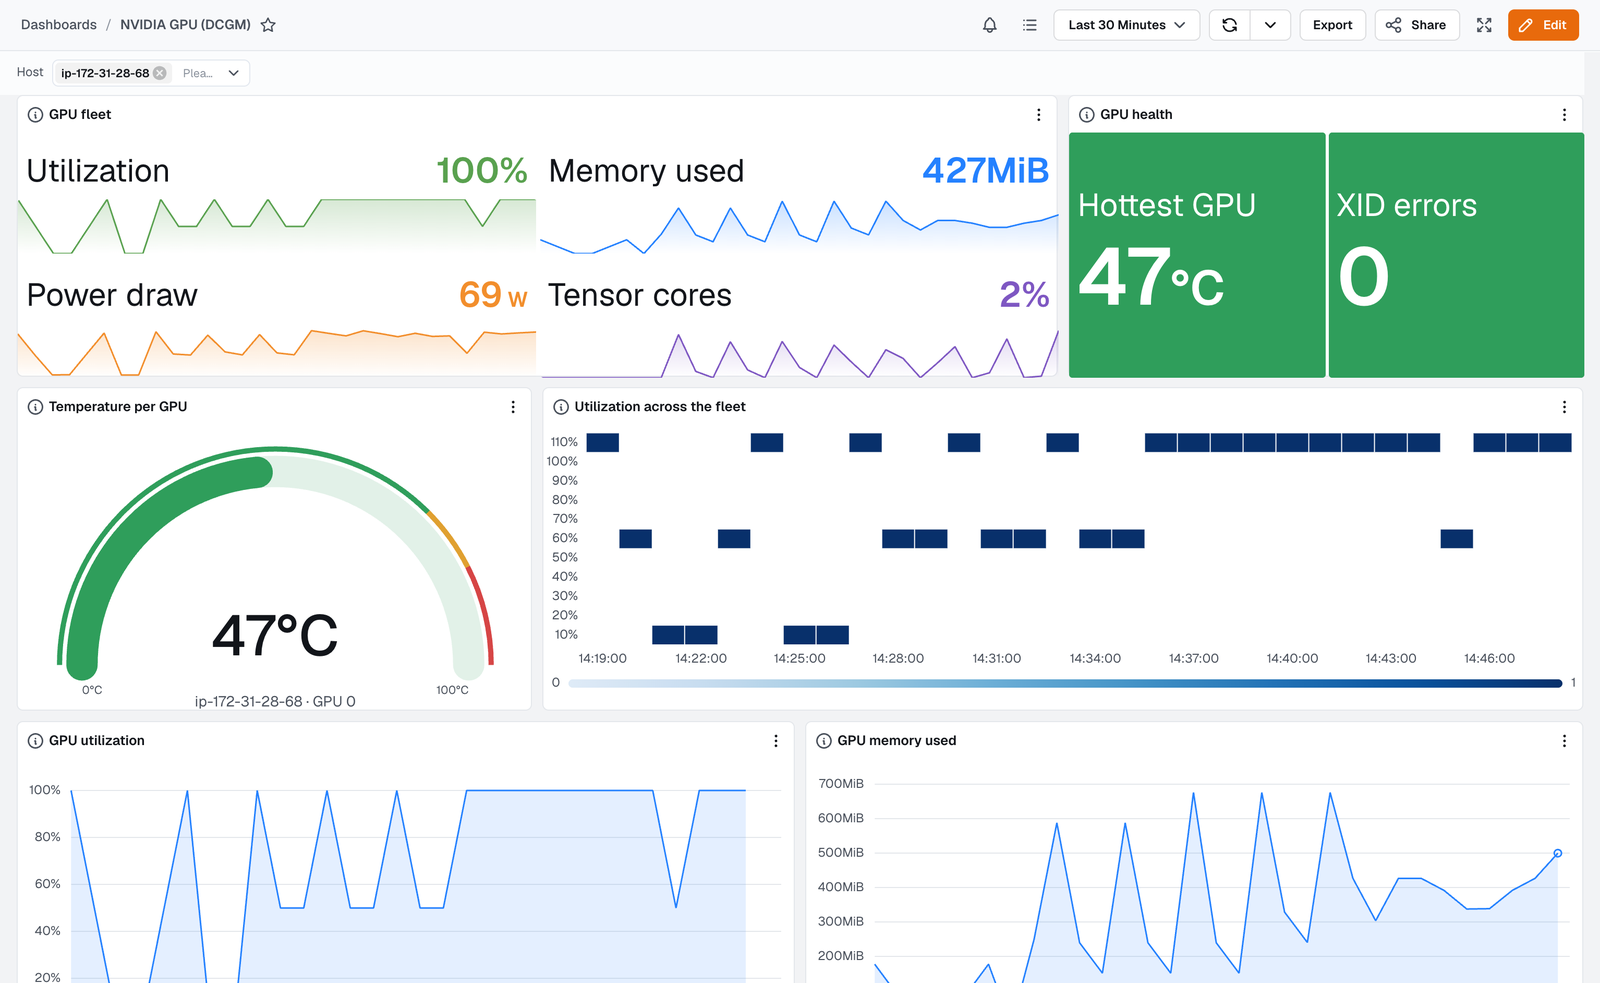 Dashboards / NVIDIA GPU (DCGM)
Last 30 Minutes
Export
Share
Edit
Host
ip-172-31-28-68
Plea...
GPU fleet
Utilization 100%
Memory used 427MiB
Power draw 69 W
Tensor cores 2%
GPU health
Hottest GPU
47°C
XID errors
0
Temperature per GPU
47°C
0°C
100°C
ip-172-31-28-68 · GPU 0
Utilization across the fleet
110%
100%
90%
80%
70%
60%
50%
40%
30%
20%
10%
14:19:00 14:22:00 14:25:00 14:28:00 14:31:00 14:34:00 14:37:00 14:40:00 14:43:00 14:46:00
0 1
GPU utilization
100%
80%
60%
40%
20%
GPU memory used
700MiB
600MiB
500MiB
400MiB
300MiB
200MiB